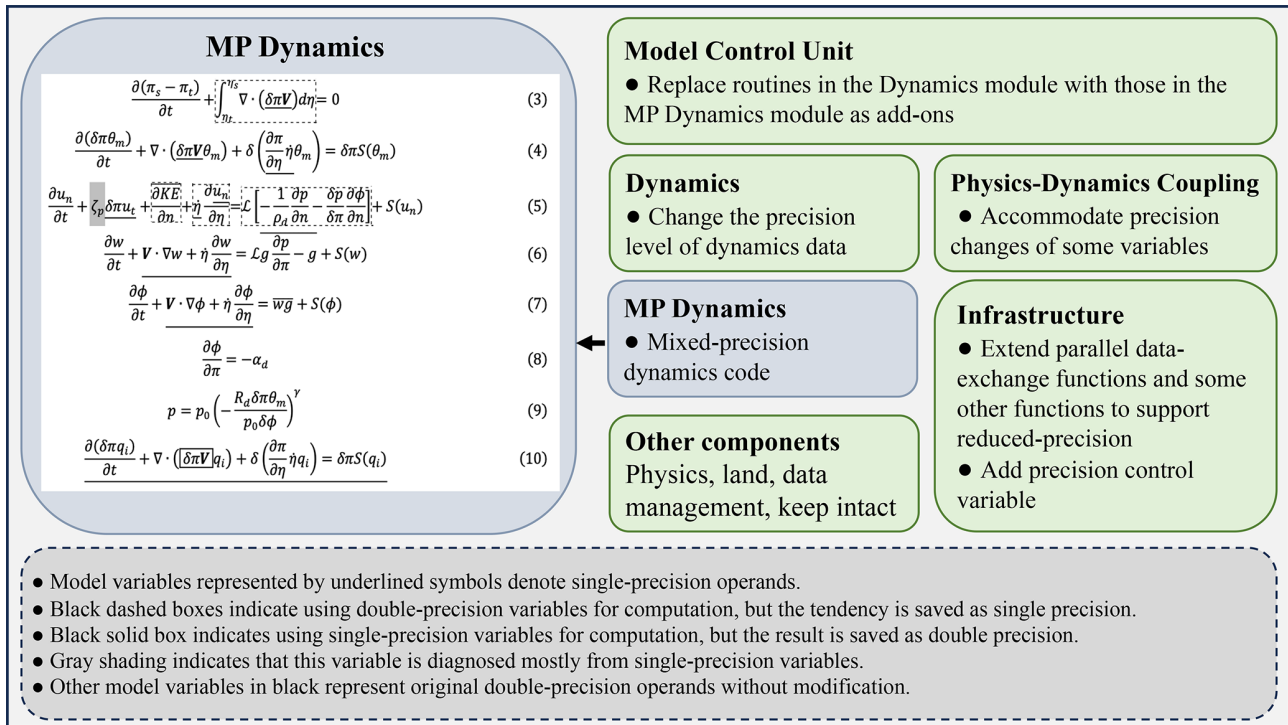 MP Dynamics
∂(π_s − π_t)/∂t + ∫_{η_t}^{η_s} ∇ · (δπV)dη = 0 (3)
∂(δπθ_m)/∂t + ∇ · (δπVθ_m) + δ(∂π/∂η η̇θ_m) = δπS(θ_m) (4)
∂u_n/∂t + ζ_p δπu_t + ∂KE/∂n + η̇ ∂u_n/∂η = ℒ[−1/ρ_d ∂p/∂n − δp/δπ ∂ϕ/∂n] + S(u_n) (5)
∂w/∂t + V · ∇w + η̇ ∂w/∂η = ℒg ∂p/∂π − g + S(w) (6)
∂ϕ/∂t + V · ∇ϕ + η̇ ∂ϕ/∂η = w̅g̅ + S(ϕ) (7)
∂ϕ/∂π = −α_d (8)
p = p_0 (−R_d δπθ_m / p_0 δϕ)^γ (9)
∂(δπq_i)/∂t + ∇ · (δπVq_i) + δ(∂π/∂η η̇q_i) = δπS(q_i) (10)
Model Control Unit
● Replace routines in the Dynamics module with those in the
MP Dynamics module as add-ons
Dynamics
● Change the precision
level of dynamics data
Physics-Dynamics Coupling
● Accommodate precision
changes of some variables
MP Dynamics
● Mixed-precision
dynamics code
Infrastructure
● Extend parallel data-
exchange functions and some
other functions to support
reduced-precision
● Add precision control
variable
Other components
Physics, land, data
management, keep intact
● Model variables represented by underlined symbols denote single-precision operands.
● Black dashed boxes indicate using double-precision variables for computation, but the tendency is saved as single precision.
● Black solid box indicates using single-precision variables for computation, but the result is saved as double precision.
● Gray shading indicates that this variable is diagnosed mostly from single-precision variables.
● Other model variables in black represent original double-precision operands without modification.